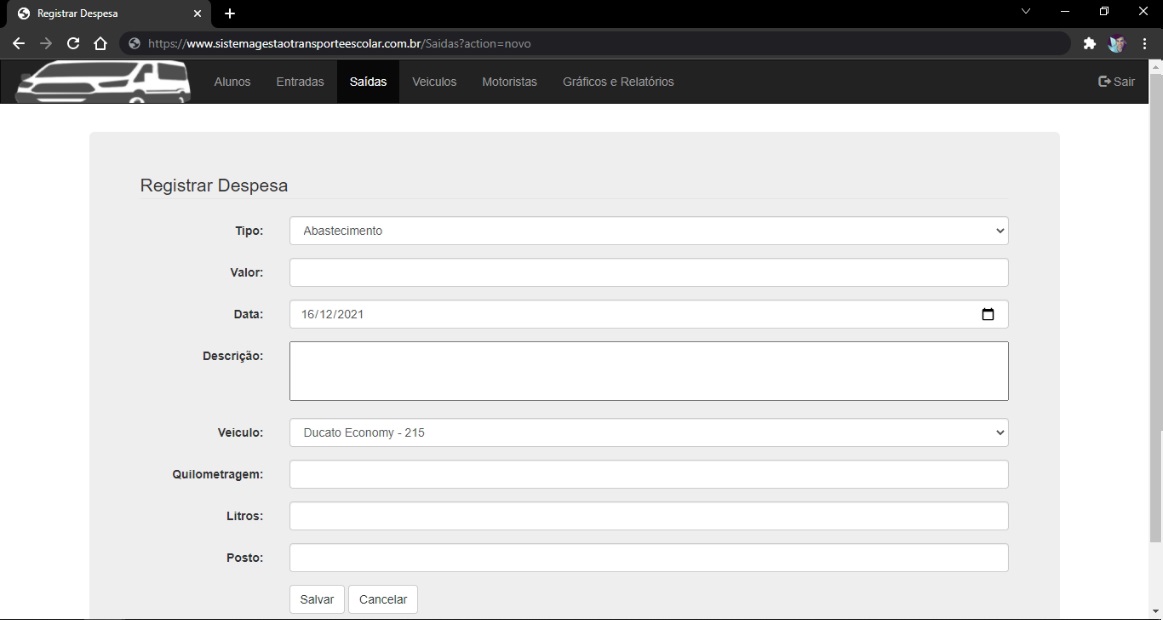 Registrar Despesa
https://www.sistemagestaotransporteescolar.com.br/Saidas?action=novo
Alunos Entradas Saídas Veiculos Motoristas Gráficos e Relatórios Sair
Registrar Despesa
Tipo: Abastecimento
Valor:
Data: 16/12/2021
Descrição:
Veiculo: Ducato Economy - 215
Quilometragem:
Litros:
Posto:
Salvar Cancelar